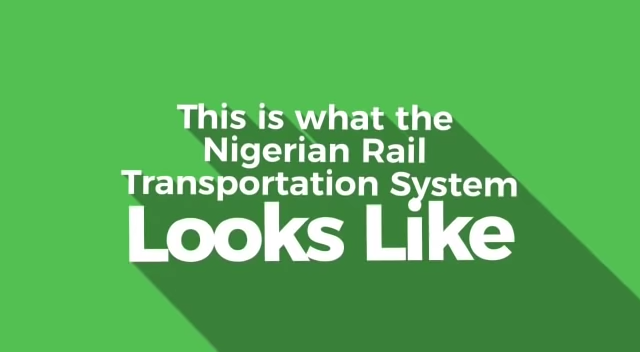 This is what the
Nigerian Rail
Transportation System
Looks Like